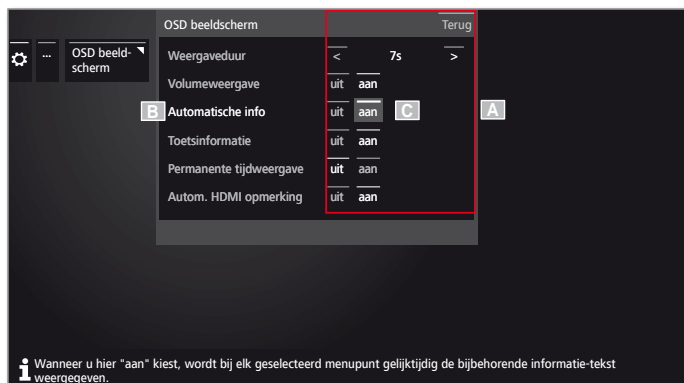 OSD beeldscherm Terug
... OSD beeld-
scherm
Weergaveduur < 7s >
Volumeweergave uit aan
B Automatische info uit aan C A
Toetsinformatie uit aan
Permanente tijdweergave uit aan
Autom. HDMI opmerking uit aan
Wanneer u hier "aan" kiest, wordt bij elk geselecteerd menupunt gelijktijdig de bijbehorende informatie-tekst
weergegeven.